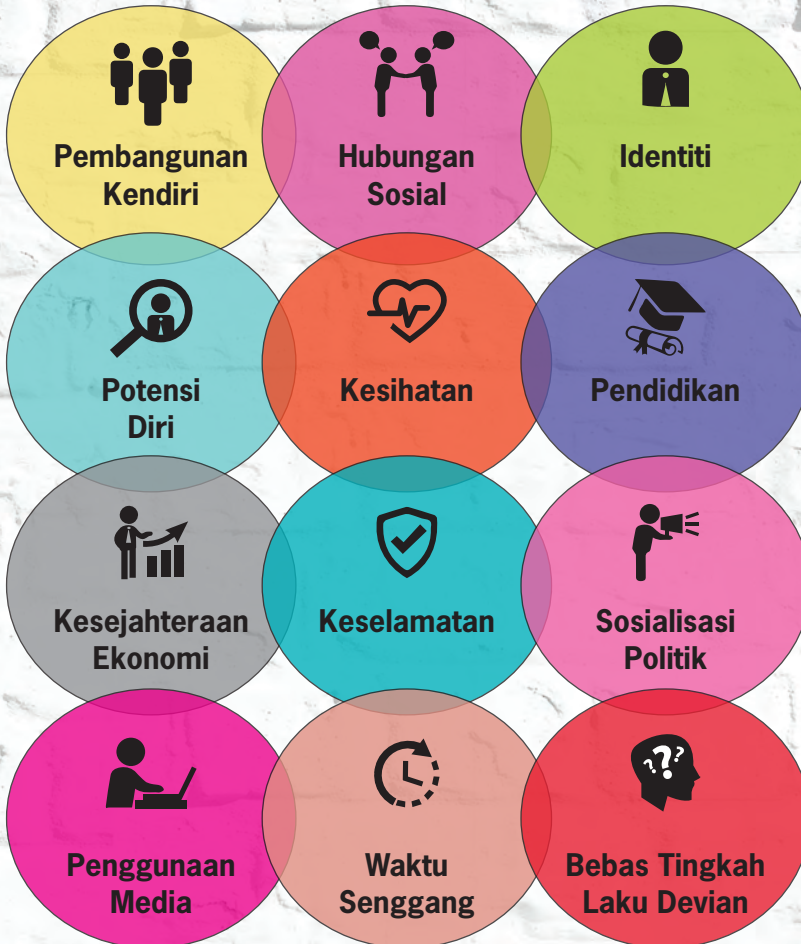 Pembangunan
Kendiri
Hubungan
Sosial
Identiti
Potensi
Diri
Kesihatan
Pendidikan
Kesejahteraan
Ekonomi
Keselamatan
Sosialisasi
Politik
Penggunaan
Media
Waktu
Senggang
Bebas Tingkah
Laku Devian